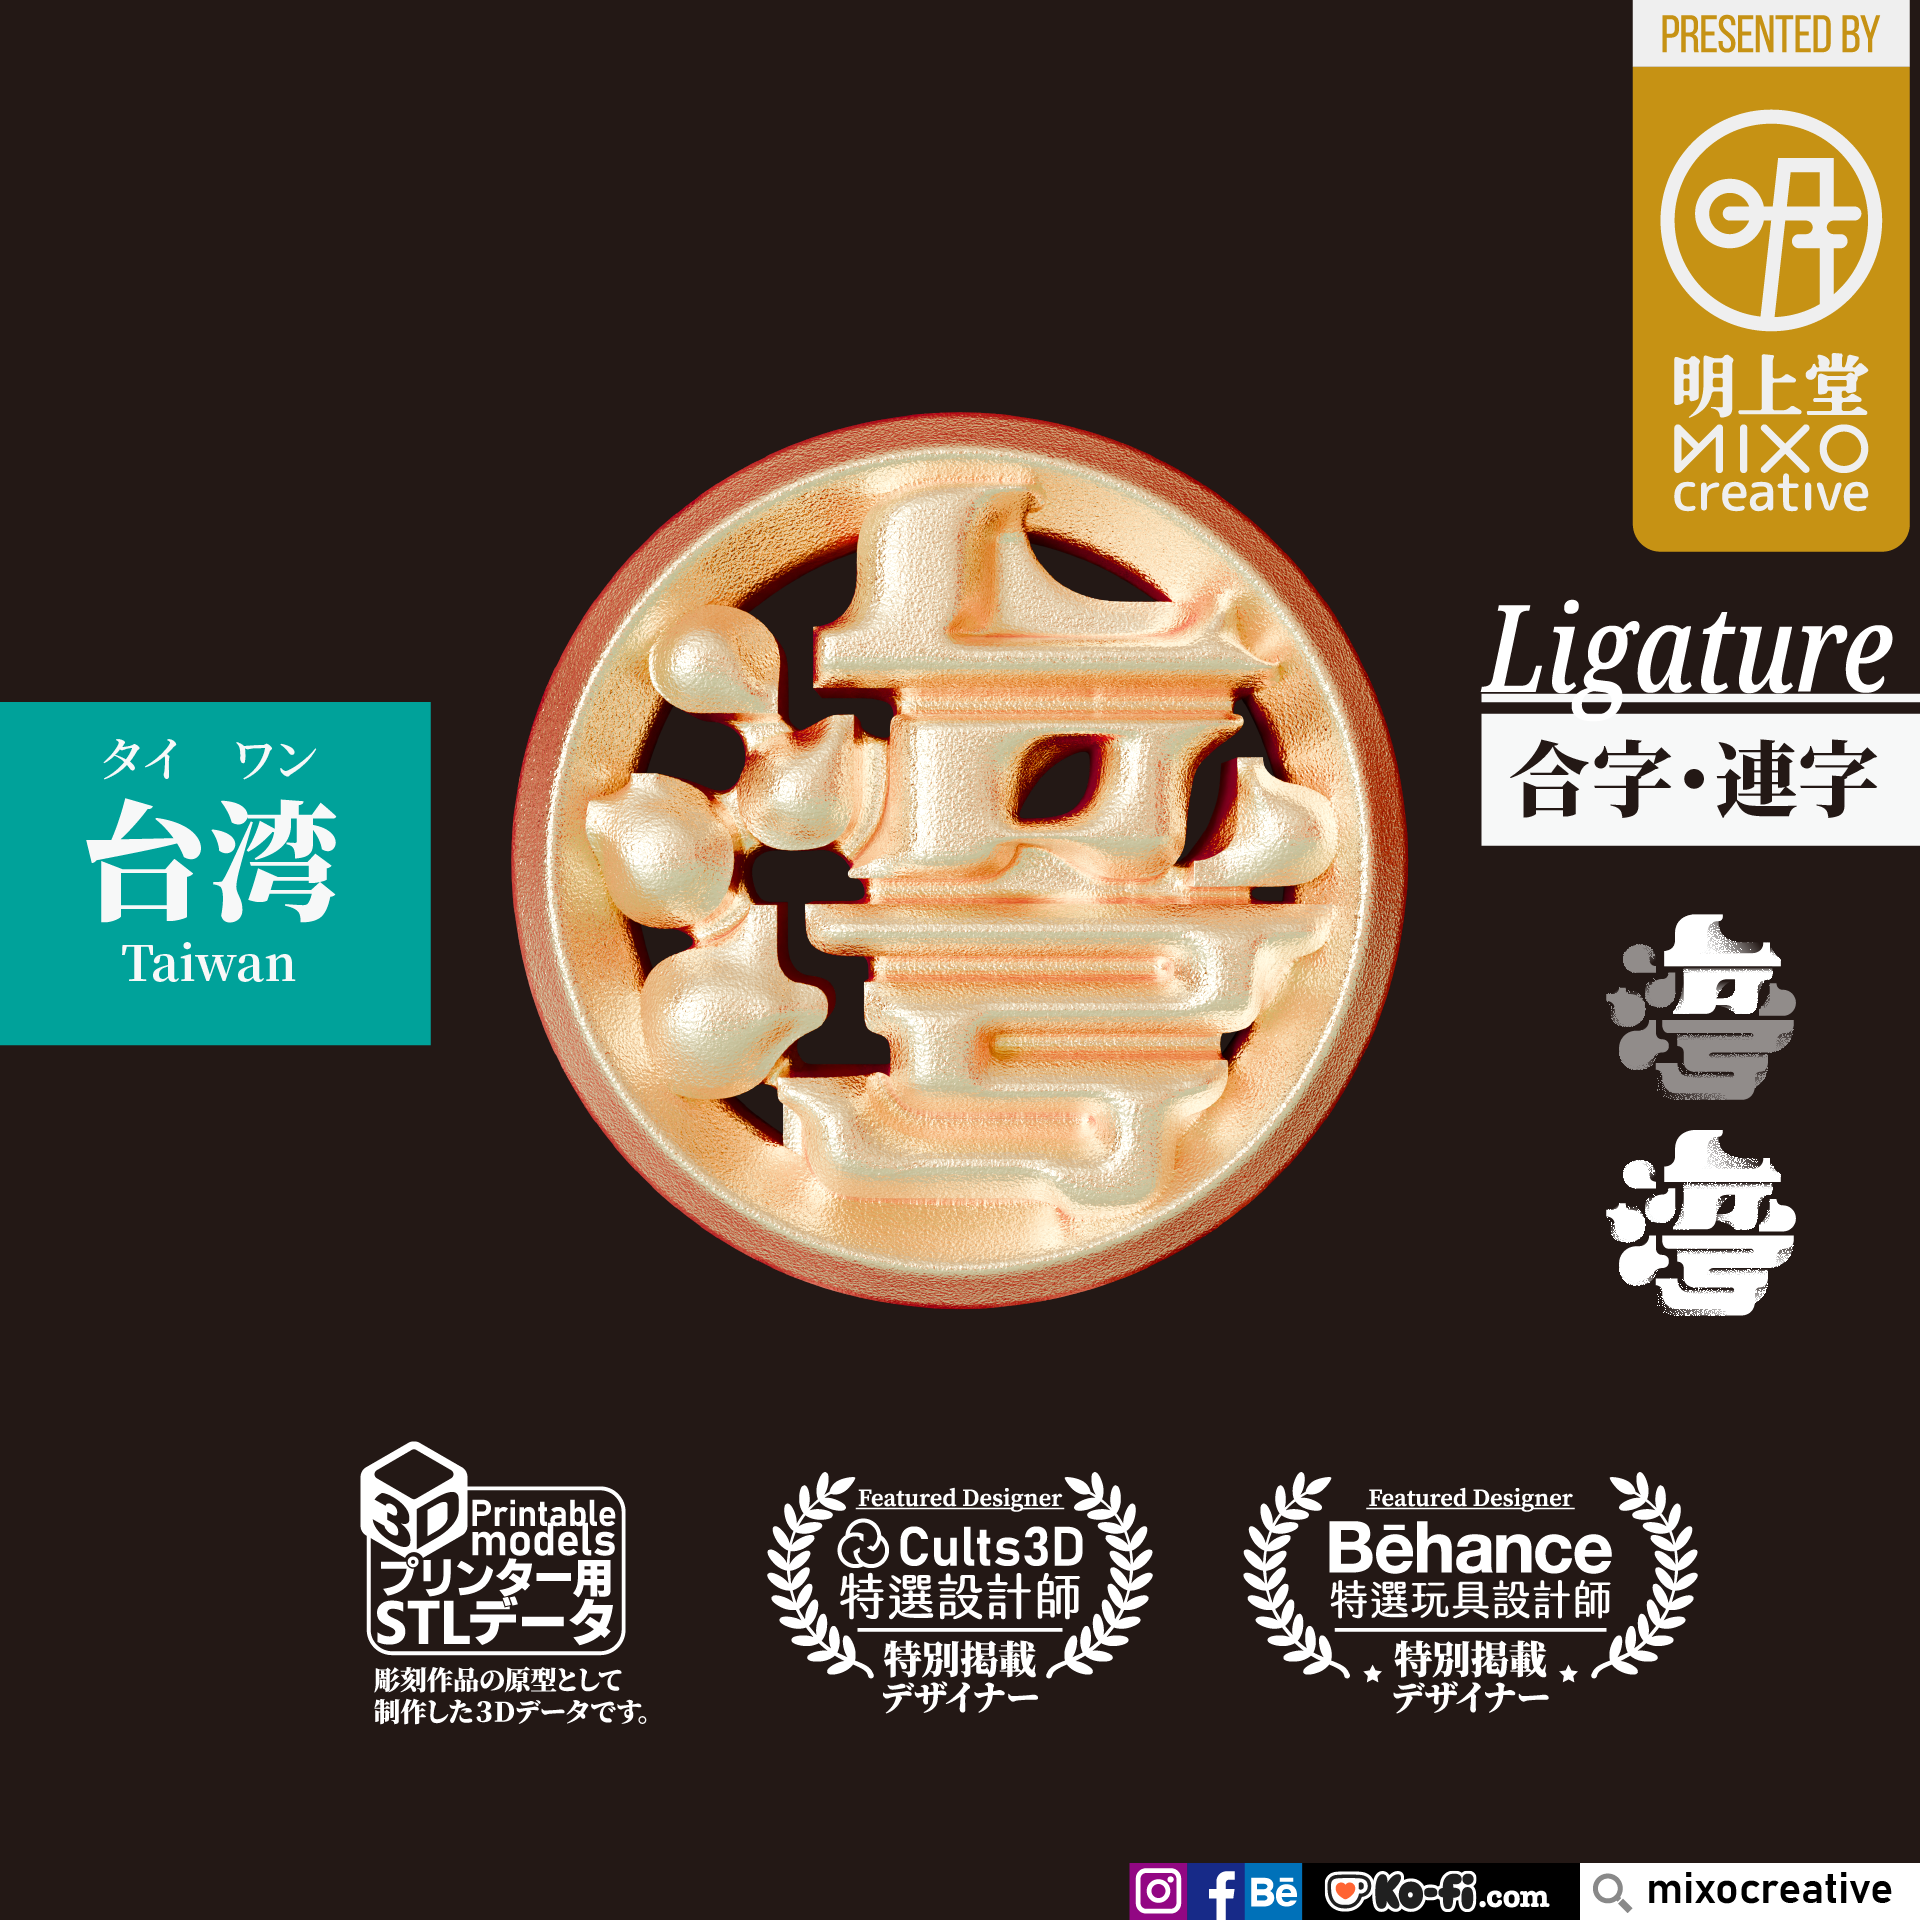 PRESENTED BY
明上堂
MIXO
creative
Ligature
合字・連字
タイ ワン
台湾
Taiwan
3D Printable
models
プリンター用
STLデータ
彫刻作品の原型として
制作した3Dデータです。
Featured Designer
Cults3D
特選設計師
特別掲載
デザイナー
Featured Designer
Bēhance
特選玩具設計師
特別掲載
デザイナー
Bē
Ko-fi.com
mixocreative